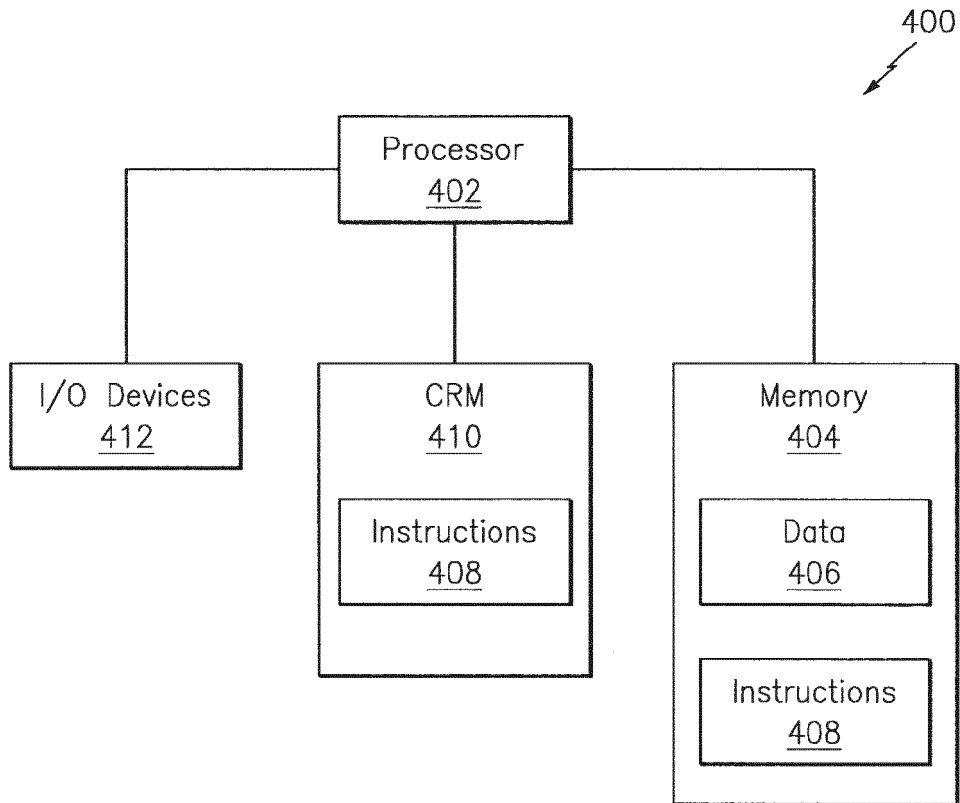 400
Processor
402
I/O Devices
412
CRM
410
Instructions
408
Memory
404
Data
406
Instructions
408